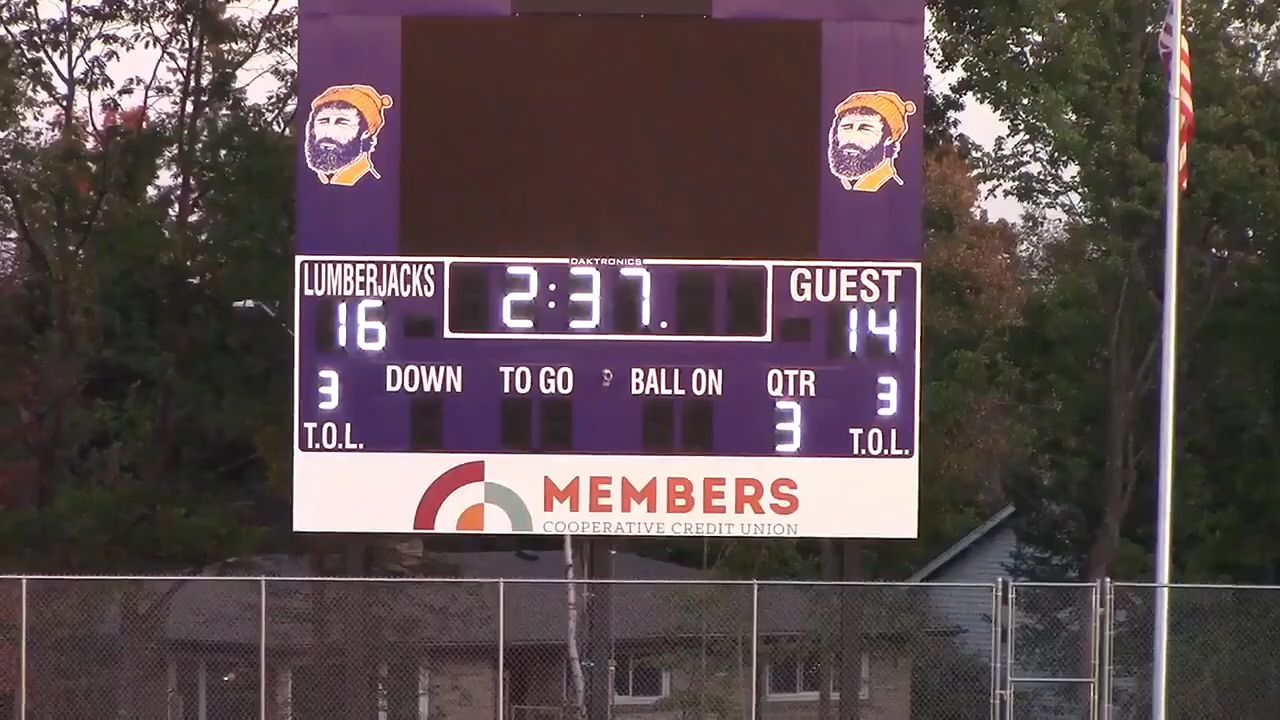 DAKTRONICS
LUMBERJACKS 2:37. GUEST
16 14
DOWN TO GO BALL ON QTR
3 3 3
T.O.L. T.O.L.
MEMBERS
COOPERATIVE CREDIT UNION